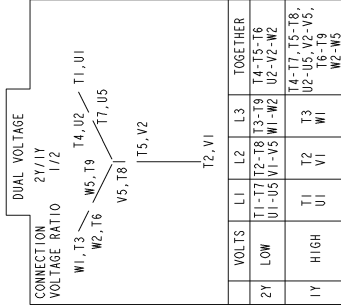 DUAL VOLTAGE
CONNECTION 2Y/1Y
VOLTAGE RATIO 1/2
W1,T3
W2,T6
W5,T9
V5,T8
T4,U2
T7,U5
T1,U1
T5,V2
T2,V1
VOLTS L1 L2 L3 TOGETHER
2Y LOW T1-T7 T2-T8 T3-T9 T4-T5-T6
U1-U5 V1-V5 W1-W2 U2-V2-W2
1Y HIGH T1 T2 T3 T4-T7,T5-T8,
U1 V1 W1 U2-U5,V2-V5,
T6-T9
W2-W5